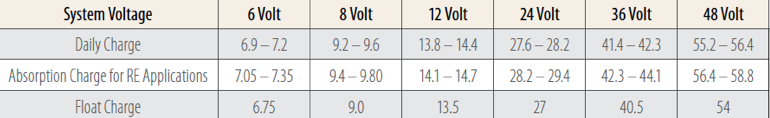 System Voltage 6 Volt 8 Volt 12 Volt 24 Volt 36 Volt 48 Volt
Daily Charge 6.9 – 7.2 9.2 – 9.6 13.8 – 14.4 27.6 – 28.2 41.4 – 42.3 55.2 – 56.4
Absorption Charge for RE Applications 7.05 – 7.35 9.4 – 9.80 14.1 – 14.7 28.2 – 29.4 42.3 – 44.1 56.4 – 58.8
Float Charge 6.75 9.0 13.5 27 40.5 54